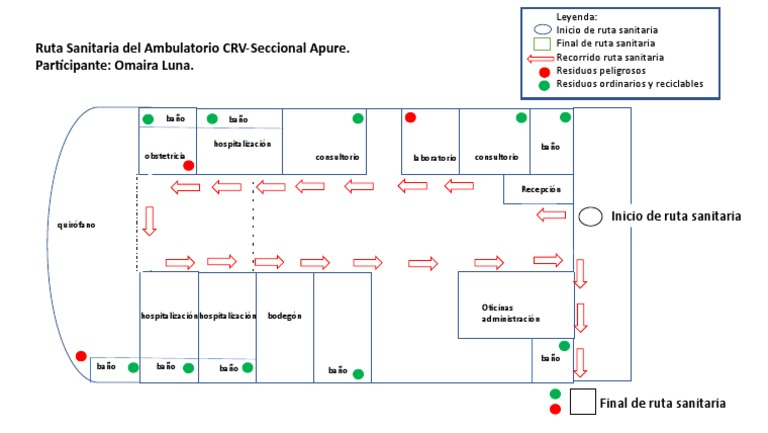 Leyenda:
Inicio de ruta sanitaria
Final de ruta sanitaria
Recorrido ruta sanitaria
Residuos peligrosos
Residuos ordinarios y reciclables
Ruta Sanitaria del Ambulatorio CRV-Seccional Apure.
Participante: Omaira Luna.
baño
baño
hospitalización
baño
obstetricia
consultorio
laboratorio
consultorio
Recepción
quirófano
Inicio de ruta sanitaria
hospitalización
hospitalización
bodegón
Oficinas
administración
baño
baño
baño
baño
baño
Final de ruta sanitaria